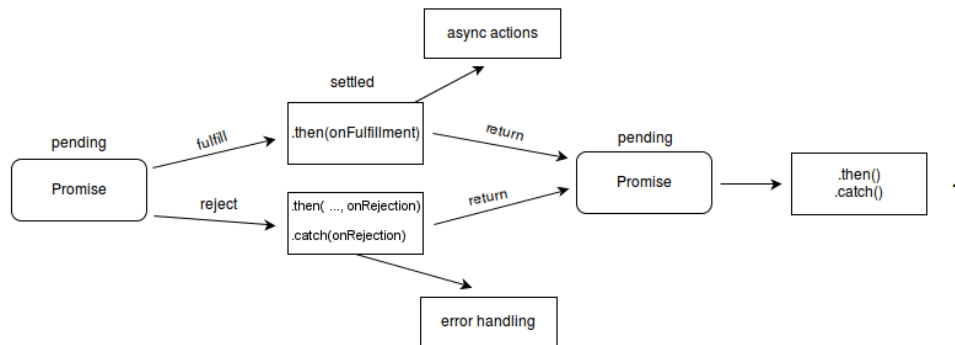 async actions
settled
.then(onFulfillment)
pending
fulfill
return
pending
Promise
Promise
.then()
.catch()
reject
.then( ..., onRejection)
.catch(onRejection)
return
error handling